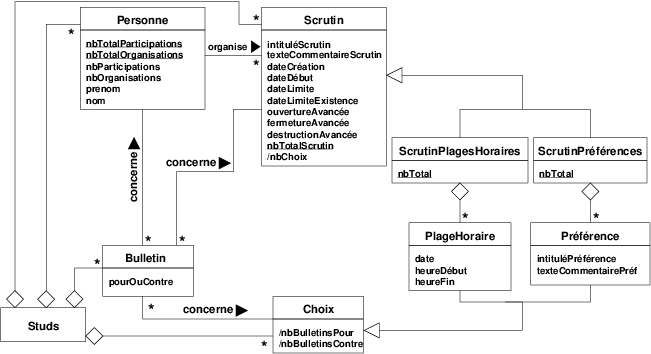 Personne
nbTotalParticipations
nbTotalOrganisations
nbParticipations
nbOrganisations
prenom
nom
organise
*
*
*
Scrutin
intituléScrutin
texteCommentaireScrutin
dateCréation
dateDébut
dateLimite
dateLimiteExistence
ouvertureAvancée
fermetureAvancée
destructionAvancée
nbTotalScrutin
/nbChoix
concerne
concerne
ScrutinPlagesHoraires
nbTotal
ScrutinPréférences
nbTotal
*
*
PlageHoraire
date
heureDébut
heureFin
Préférence
intituléPréférence
texteCommentairePréf
*
*
Bulletin
pourOuContre
*
*
concerne
Choix
/nbBulletinsPour
/nbBulletinsContre
*
Studs